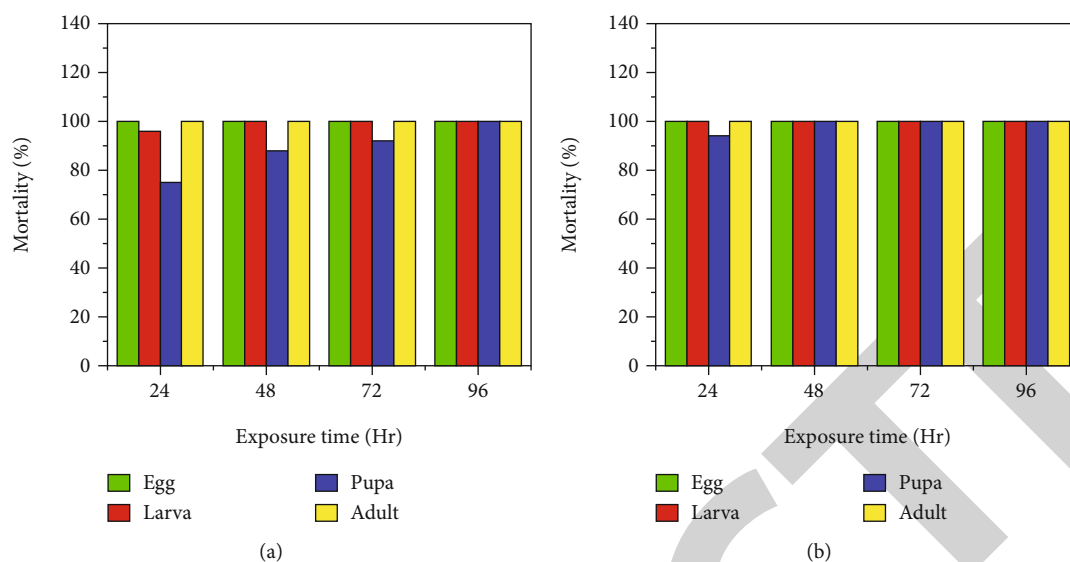 140
120
100
80
60
40
20
0
Mortality (%)
24 48 72 96
Exposure time (Hr)
Egg Pupa
Larva Adult
(a)
140
120
100
80
60
40
20
0
Mortality (%)
24 48 72 96
Exposure time (Hr)
Egg Pupa
Larva Adult
(b)